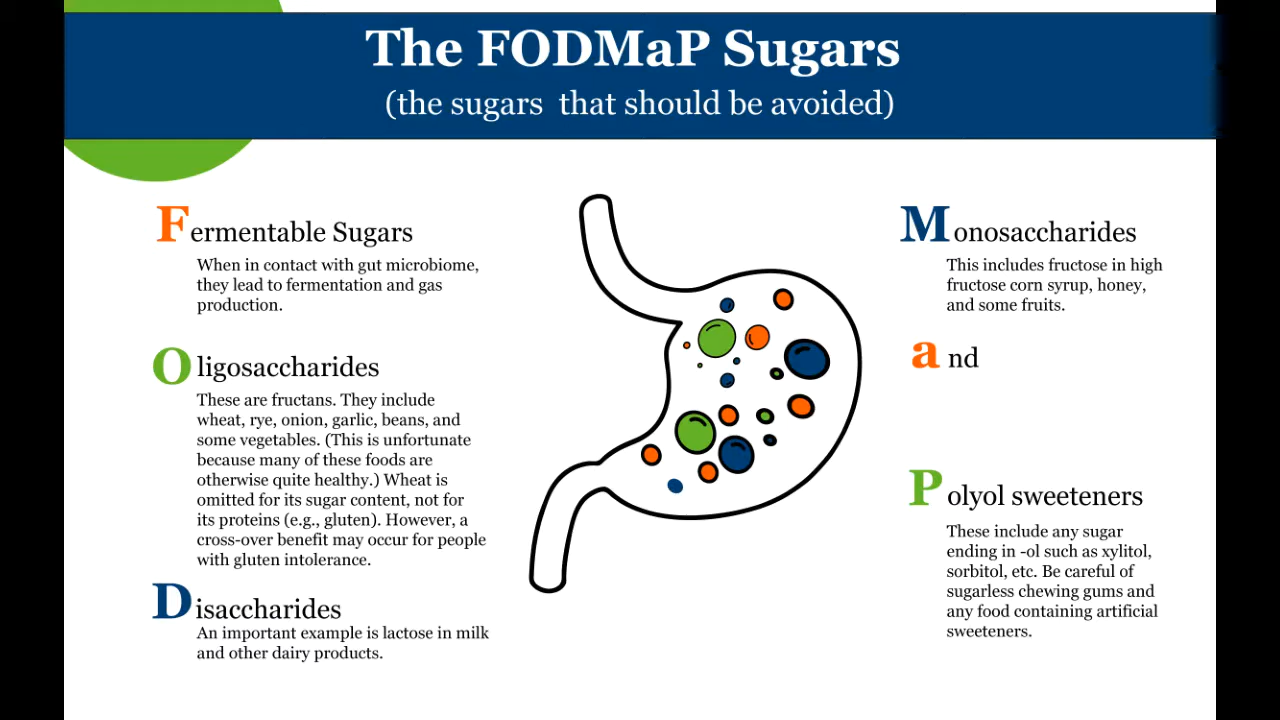 The FODMaP Sugars
(the sugars that should be avoided)
Fermentable Sugars
When in contact with gut microbiome,
they lead to fermentation and gas
production.
Oligosaccharides
These are fructans. They include
wheat, rye, onion, garlic, beans, and
some vegetables. (This is unfortunate
because many of these foods are
otherwise quite healthy.) Wheat is
omitted for its sugar content, not for
its proteins (e.g., gluten). However, a
cross-over benefit may occur for people
with gluten intolerance.
Disaccharides
An important example is lactose in milk
and other dairy products.
Monosaccharides
This includes fructose in high
fructose corn syrup, honey,
and some fruits.
and
Polyol sweeteners
These include any sugar
ending in -ol such as xylitol,
sorbitol, etc. Be careful of
sugarless chewing gums and
any food containing artificial
sweeteners.